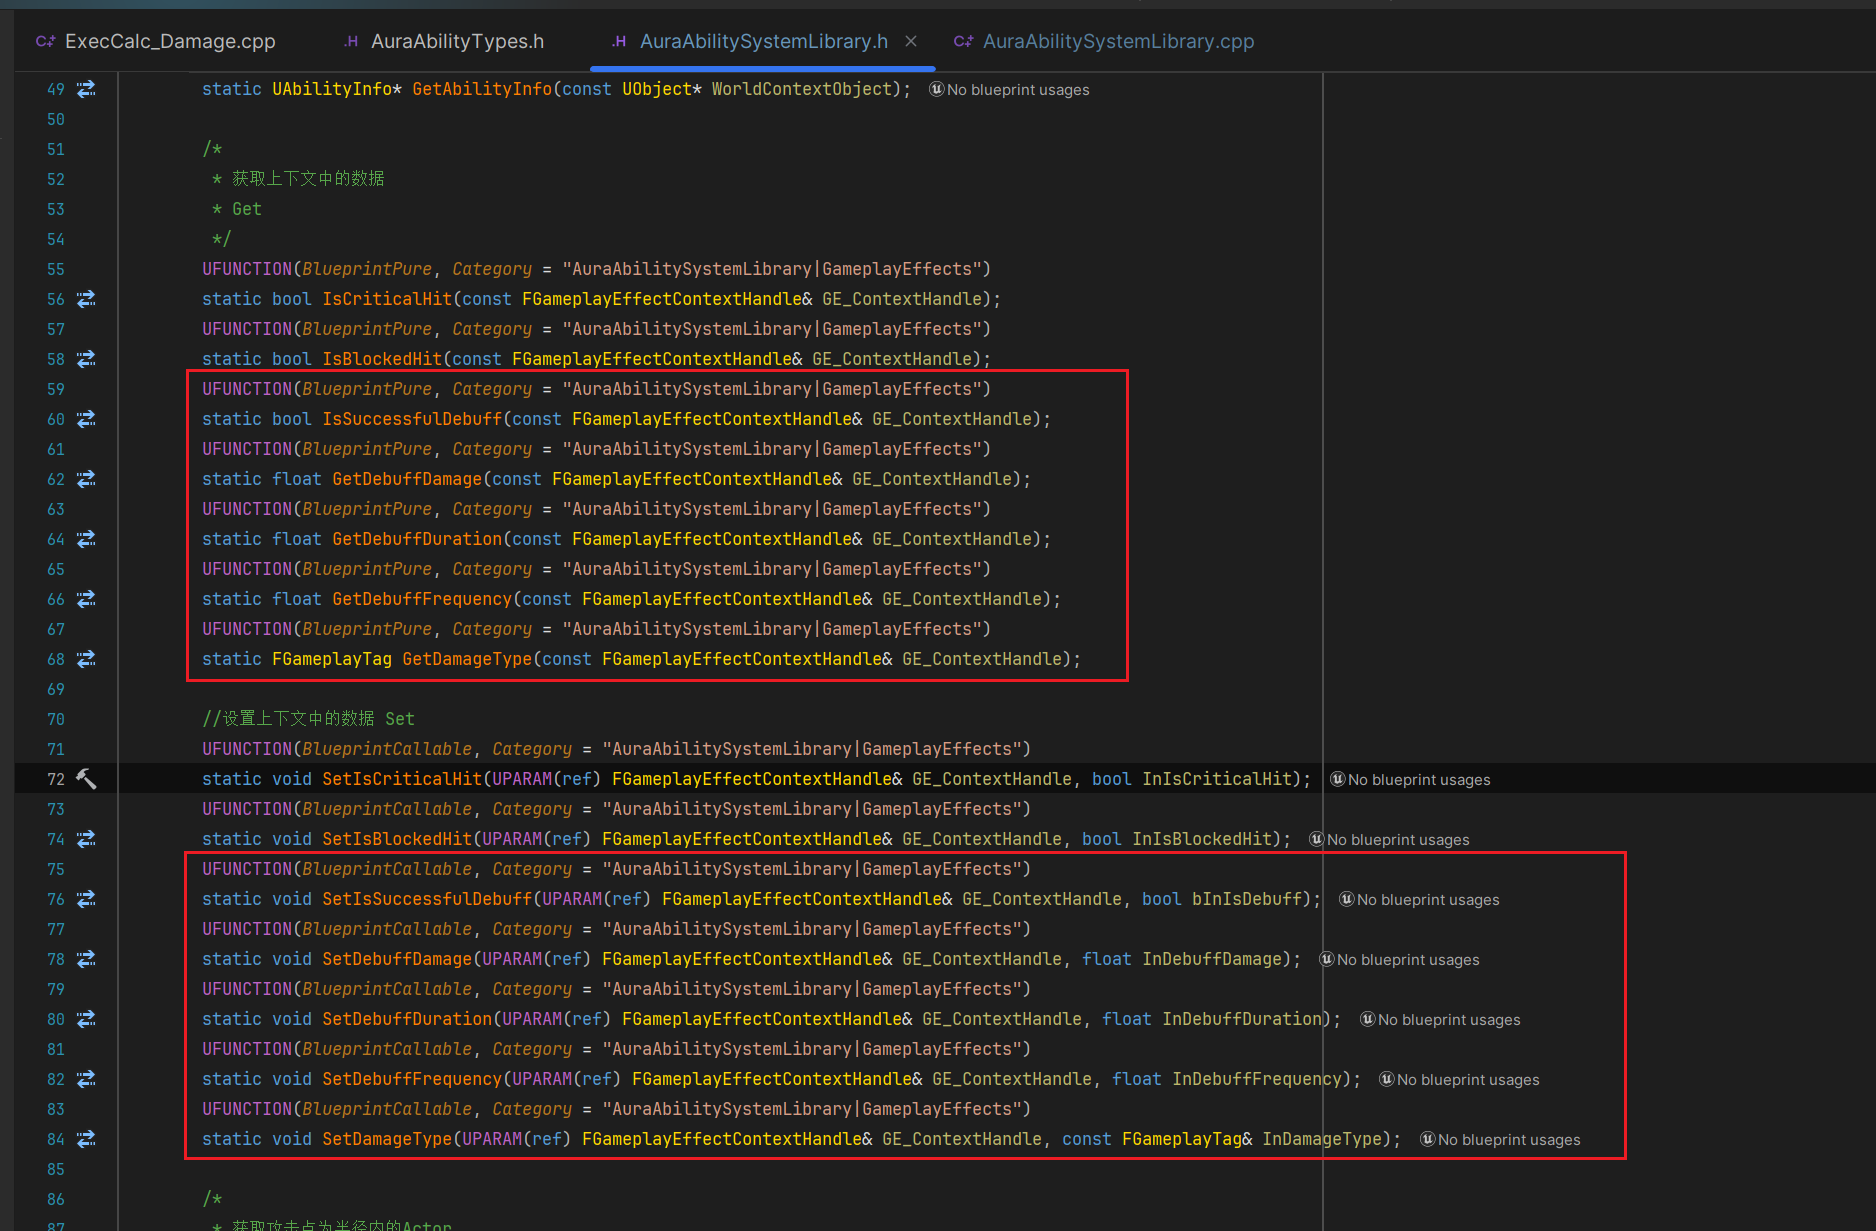 ExecCalc_Damage.cpp AuraAbilityTypes.h AuraAbilitySystemLibrary.h AuraAbilitySystemLibrary.cpp
49 static UAbilityInfo* GetAbilityInfo(const UObject* WorldContextObject); No blueprint usages
50
51 /*
52 * 获取上下文中的数据
53 * Get
54 */
55 UFUNCTION(BlueprintPure, Category = "AuraAbilitySystemLibrary|GameplayEffects")
56 static bool IsCriticalHit(const FGameplayEffectContextHandle& GE_ContextHandle);
57 UFUNCTION(BlueprintPure, Category = "AuraAbilitySystemLibrary|GameplayEffects")
58 static bool IsBlockedHit(const FGameplayEffectContextHandle& GE_ContextHandle);
59 UFUNCTION(BlueprintPure, Category = "AuraAbilitySystemLibrary|GameplayEffects")
60 static bool IsSuccessfulDebuff(const FGameplayEffectContextHandle& GE_ContextHandle);
61 UFUNCTION(BlueprintPure, Category = "AuraAbilitySystemLibrary|GameplayEffects")
62 static float GetDebuffDamage(const FGameplayEffectContextHandle& GE_ContextHandle);
63 UFUNCTION(BlueprintPure, Category = "AuraAbilitySystemLibrary|GameplayEffects")
64 static float GetDebuffDuration(const FGameplayEffectContextHandle& GE_ContextHandle);
65 UFUNCTION(BlueprintPure, Category = "AuraAbilitySystemLibrary|GameplayEffects")
66 static float GetDebuffFrequency(const FGameplayEffectContextHandle& GE_ContextHandle);
67 UFUNCTION(BlueprintPure, Category = "AuraAbilitySystemLibrary|GameplayEffects")
68 static FGameplayTag GetDamageType(const FGameplayEffectContextHandle& GE_ContextHandle);
69
70 //设置上下文中的数据 Set
71 UFUNCTION(BlueprintCallable, Category = "AuraAbilitySystemLibrary|GameplayEffects")
72 static void SetIsCriticalHit(UPARAM(ref) FGameplayEffectContextHandle& GE_ContextHandle, bool InIsCriticalHit); No blueprint usages
73 UFUNCTION(BlueprintCallable, Category = "AuraAbilitySystemLibrary|GameplayEffects")
74 static void SetIsBlockedHit(UPARAM(ref) FGameplayEffectContextHandle& GE_ContextHandle, bool InIsBlockedHit); No blueprint usages
75 UFUNCTION(BlueprintCallable, Category = "AuraAbilitySystemLibrary|GameplayEffects")
76 static void SetIsSuccessfulDebuff(UPARAM(ref) FGameplayEffectContextHandle& GE_ContextHandle, bool bInIsDebuff); No blueprint usages
77 UFUNCTION(BlueprintCallable, Category = "AuraAbilitySystemLibrary|GameplayEffects")
78 static void SetDebuffDamage(UPARAM(ref) FGameplayEffectContextHandle& GE_ContextHandle, float InDebuffDamage); No blueprint usages
79 UFUNCTION(BlueprintCallable, Category = "AuraAbilitySystemLibrary|GameplayEffects")
80 static void SetDebuffDuration(UPARAM(ref) FGameplayEffectContextHandle& GE_ContextHandle, float InDebuffDuration); No blueprint usages
81 UFUNCTION(BlueprintCallable, Category = "AuraAbilitySystemLibrary|GameplayEffects")
82 static void SetDebuffFrequency(UPARAM(ref) FGameplayEffectContextHandle& GE_ContextHandle, float InDebuffFrequency); No blueprint usages
83 UFUNCTION(BlueprintCallable, Category = "AuraAbilitySystemLibrary|GameplayEffects")
84 static void SetDamageType(UPARAM(ref) FGameplayEffectContextHandle& GE_ContextHandle, const FGameplayTag& InDamageType); No blueprint usages
85
86 /*
87 * 获取攻击点为半径内的Actor